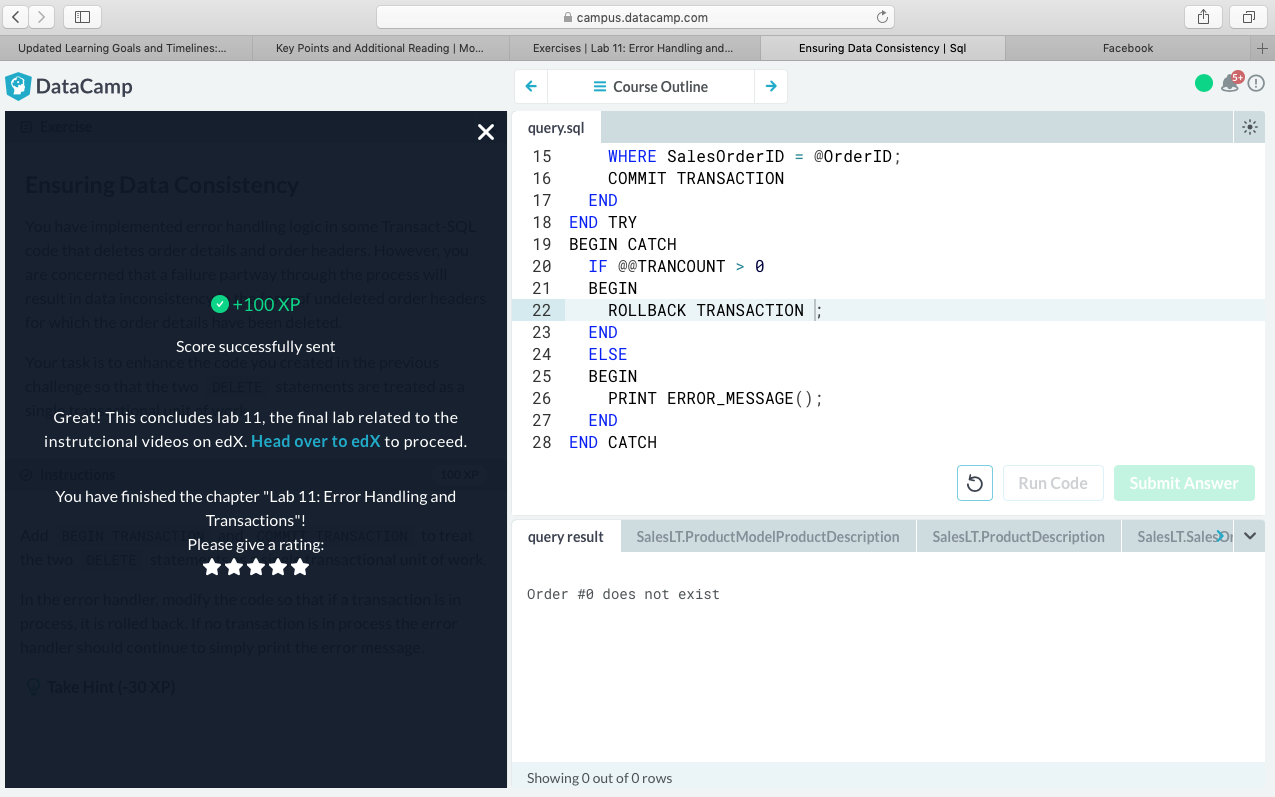 campus.datacamp.com
Updated Learning Goals and Timelines:...
Key Points and Additional Reading | Mo...
Exercises | Lab 11: Error Handling and...
Ensuring Data Consistency | Sql
Facebook
DataCamp
Course Outline
5+
Exercise
Ensuring Data Consistency
You have implemented error handling logic in some Transact-SQL
code that deletes order details and order headers. However, you
are concerned that a failure partway through the process will
result in data inconsistency undeleted order headers
for which the order details have been deleted.
+100 XP
Score successfully sent
Your task is to enhance the code you created in the previous
challenge so that the two DELETE statements are treated as a
Great! This concludes lab 11, the final lab related to the
instrutcional videos on edX. Head over to edX to proceed.
Instructions
100 XP
You have finished the chapter "Lab 11: Error Handling and
Transactions"!
Add BEGIN TRANSACTION and TRANSACTION to treat
Please give a rating:
the two DELETE transactional unit of work.
In the error handler, modify the code so that if a transaction is in
process, it is rolled back. If no transaction is in process the error
handler should continue to simply print the error message.
Take Hint (-30 XP)
query.sql
15 WHERE SalesOrderID = @OrderID;
16 COMMIT TRANSACTION
17 END
18 END TRY
19 BEGIN CATCH
20 IF @@TRANCOUNT > 0
21 BEGIN
22 ROLLBACK TRANSACTION ;
23 END
24 ELSE
25 BEGIN
26 PRINT ERROR_MESSAGE();
27 END
28 END CATCH
Run Code
Submit Answer
query result
SalesLT.ProductModelProductDescription
SalesLT.ProductDescription
Order #0 does not exist
Showing 0 out of 0 rows